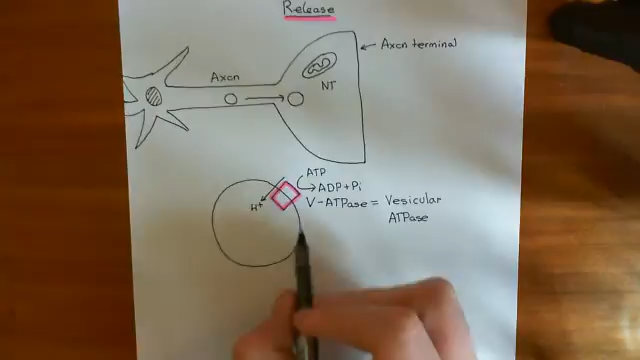 Release
Axon terminal
Axon
NT
ATP
ADP + Pi
H+
V-ATPase = Vesicular
ATPase